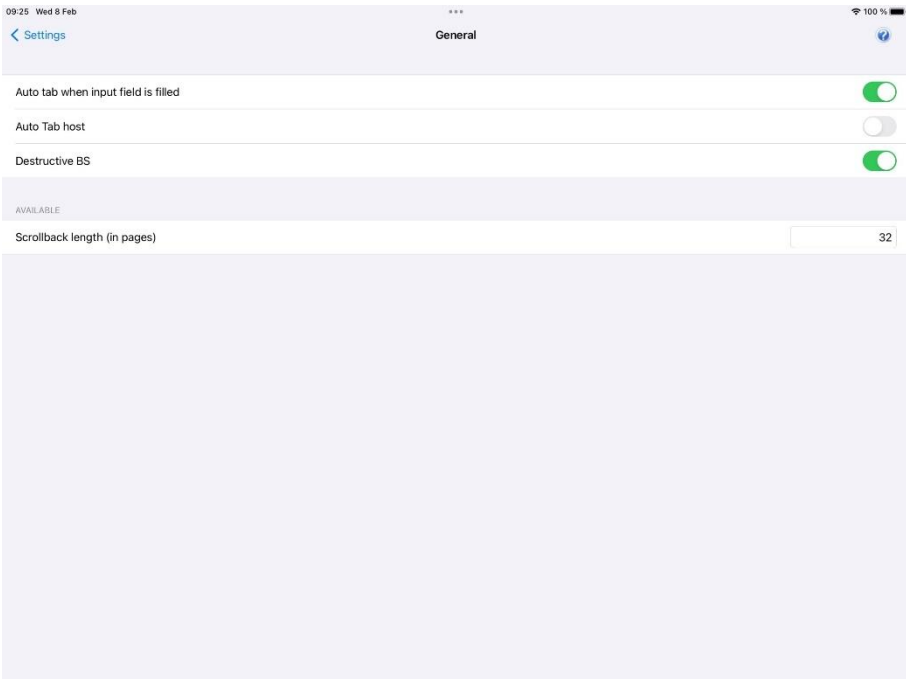 09:25 Wed 8 Feb 100 %
Settings General ?
Auto tab when input field is filled
Auto Tab host
Destructive BS
AVAILABLE
Scrollback length (in pages) 32